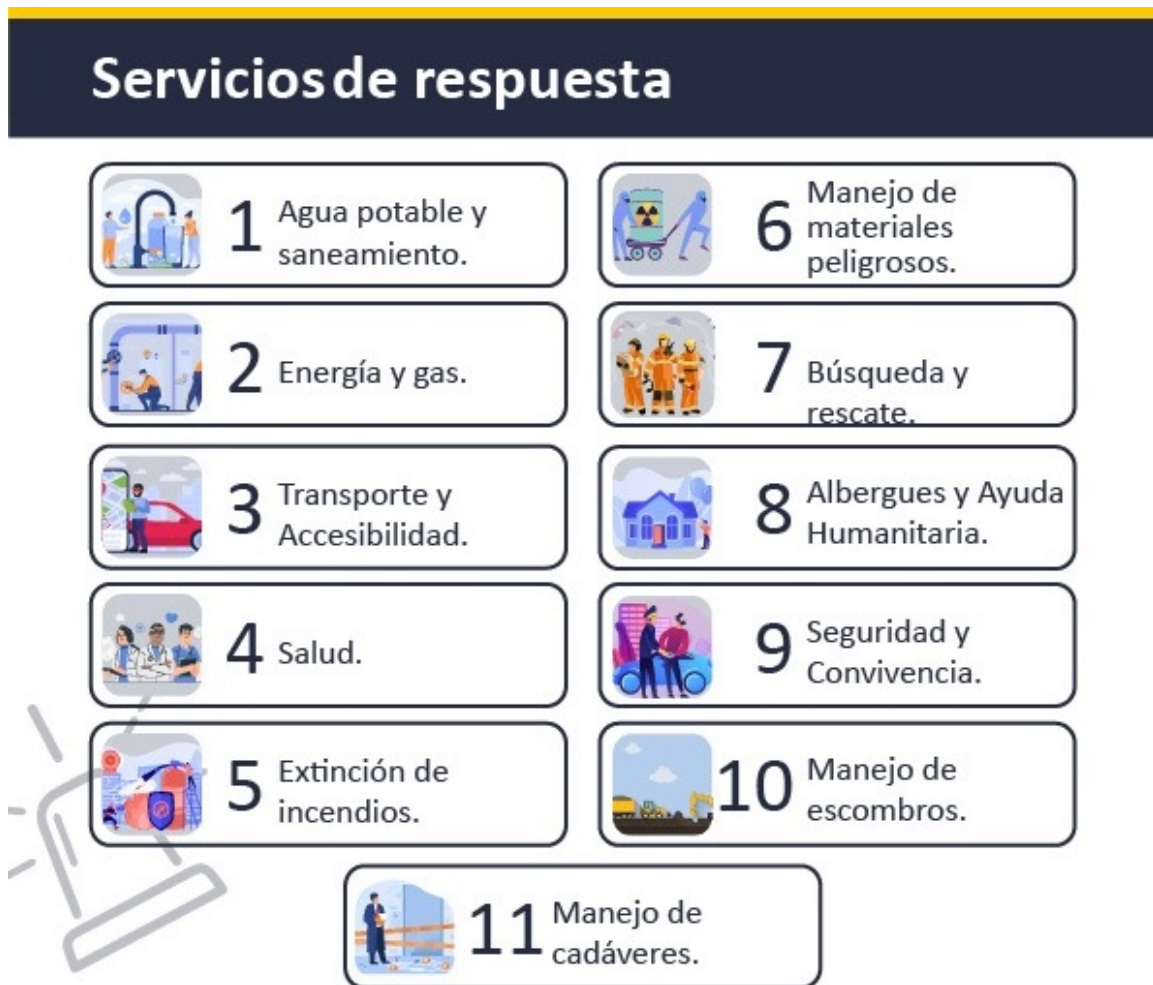 Servicios de respuesta
1 Agua potable y
saneamiento.
2 Energía y gas.
3 Transporte y
Accesibilidad.
4 Salud.
5 Extinción de
incendios.
6 Manejo de
materiales
peligrosos.
7 Búsqueda y
rescate.
8 Albergues y Ayuda
Humanitaria.
9 Seguridad y
Convivencia.
10 Manejo de
escombros.
11 Manejo de
cadáveres.